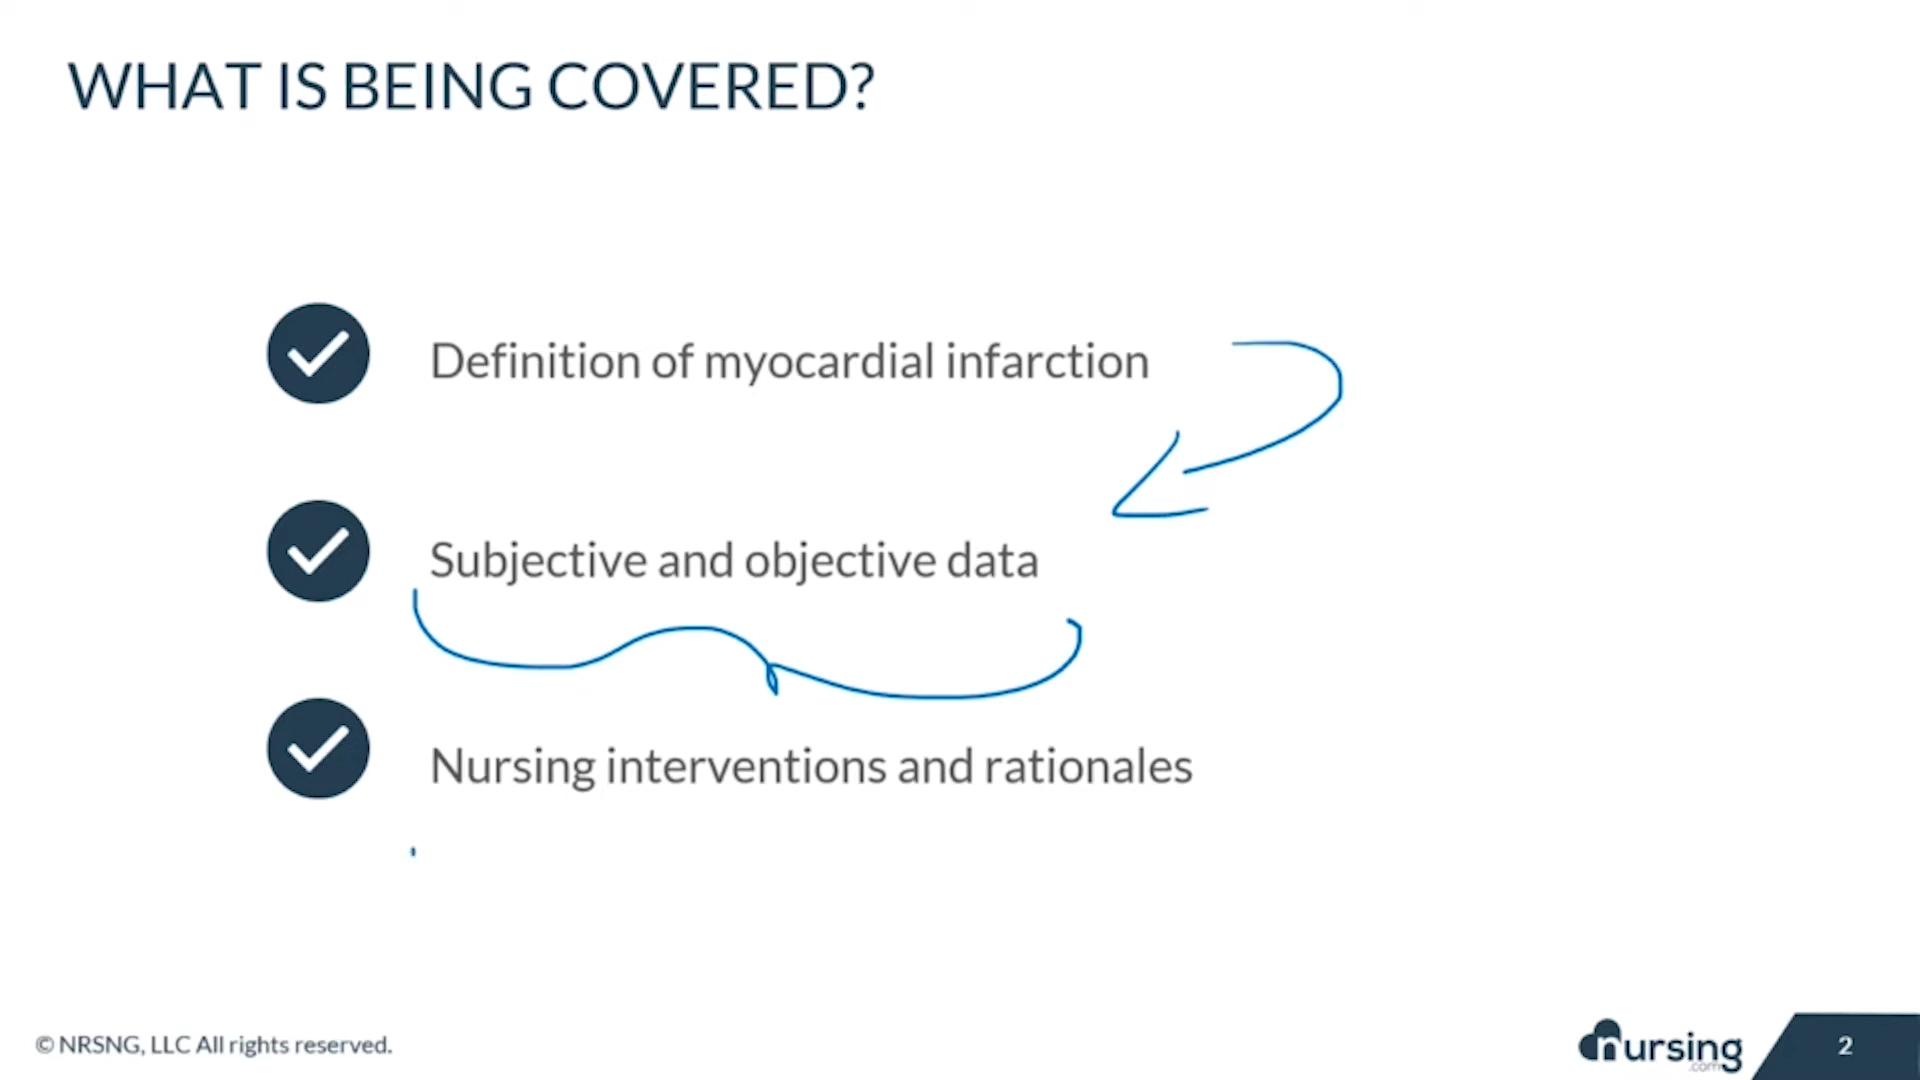 WHAT IS BEING COVERED?
Definition of myocardial infarction
Subjective and objective data
Nursing interventions and rationales
© NRSNG, LLC All rights reserved.
nursing
.com
2